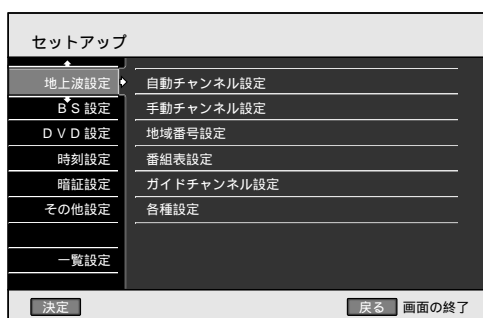 セットアップ
地上波設定
自動チャンネル設定
BS設定
手動チャンネル設定
DVD設定
地域番号設定
時刻設定
番組表設定
暗証設定
ガイドチャンネル設定
その他設定
各種設定
一覧設定
決定
戻る 画面の終了